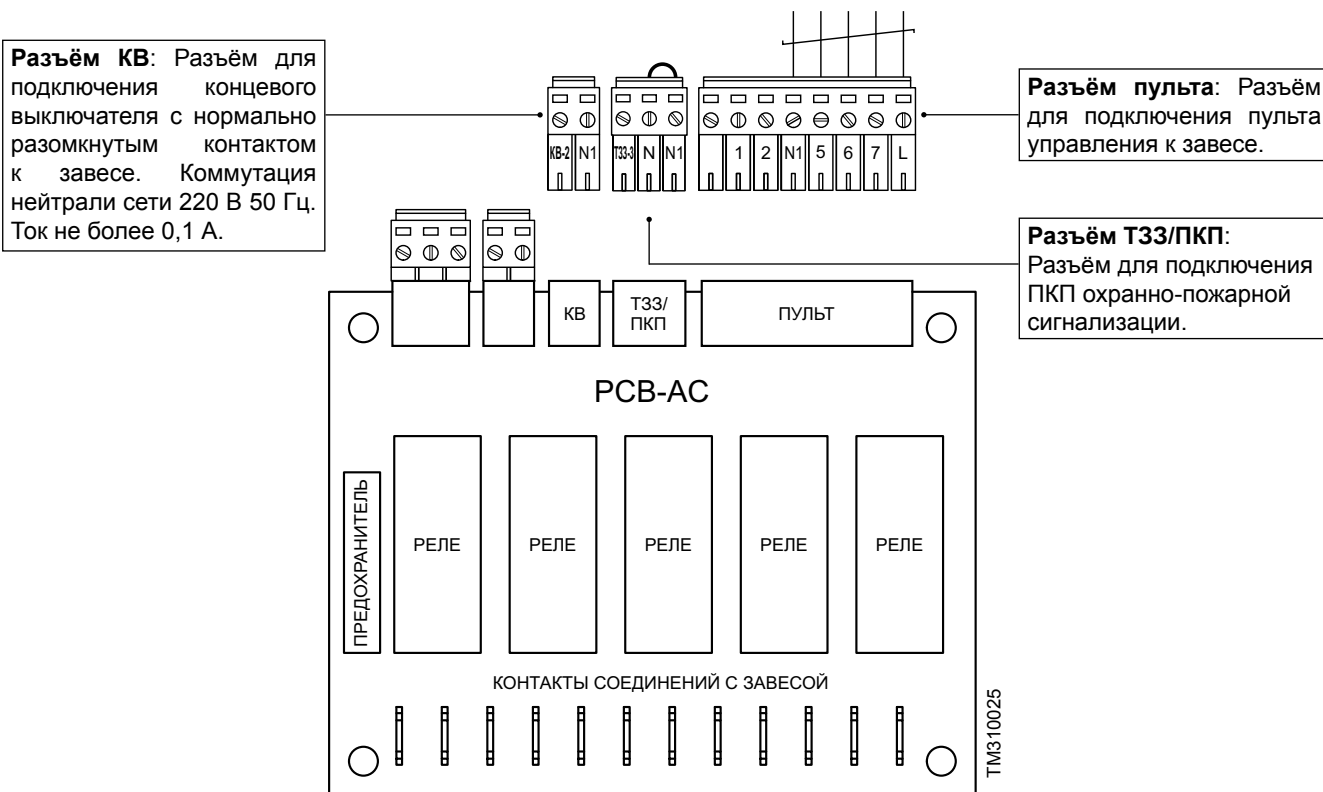 Разъём КВ: Разъём для
подключения концевого
выключателя с нормально
разомкнутым контактом
к завесе. Коммутация
нейтрали сети 220 В 50 Гц.
Ток не более 0,1 А.
КВ-2 N1
ТЗЗ-3 N N1
1 2 N1 5 6 7 L
Разъём пульта: Разъём
для подключения пульта
управления к завесе.
Разъём ТЗЗ/ПКП:
Разъём для подключения
ПКП охранно-пожарной
сигнализации.
КВ
ТЗЗ/
ПКП
ПУЛЬТ
PCB-AC
ПРЕДОХРАНИТЕЛЬ
РЕЛЕ РЕЛЕ РЕЛЕ РЕЛЕ РЕЛЕ
КОНТАКТЫ СОЕДИНЕНИЙ С ЗАВЕСОЙ
TM310025